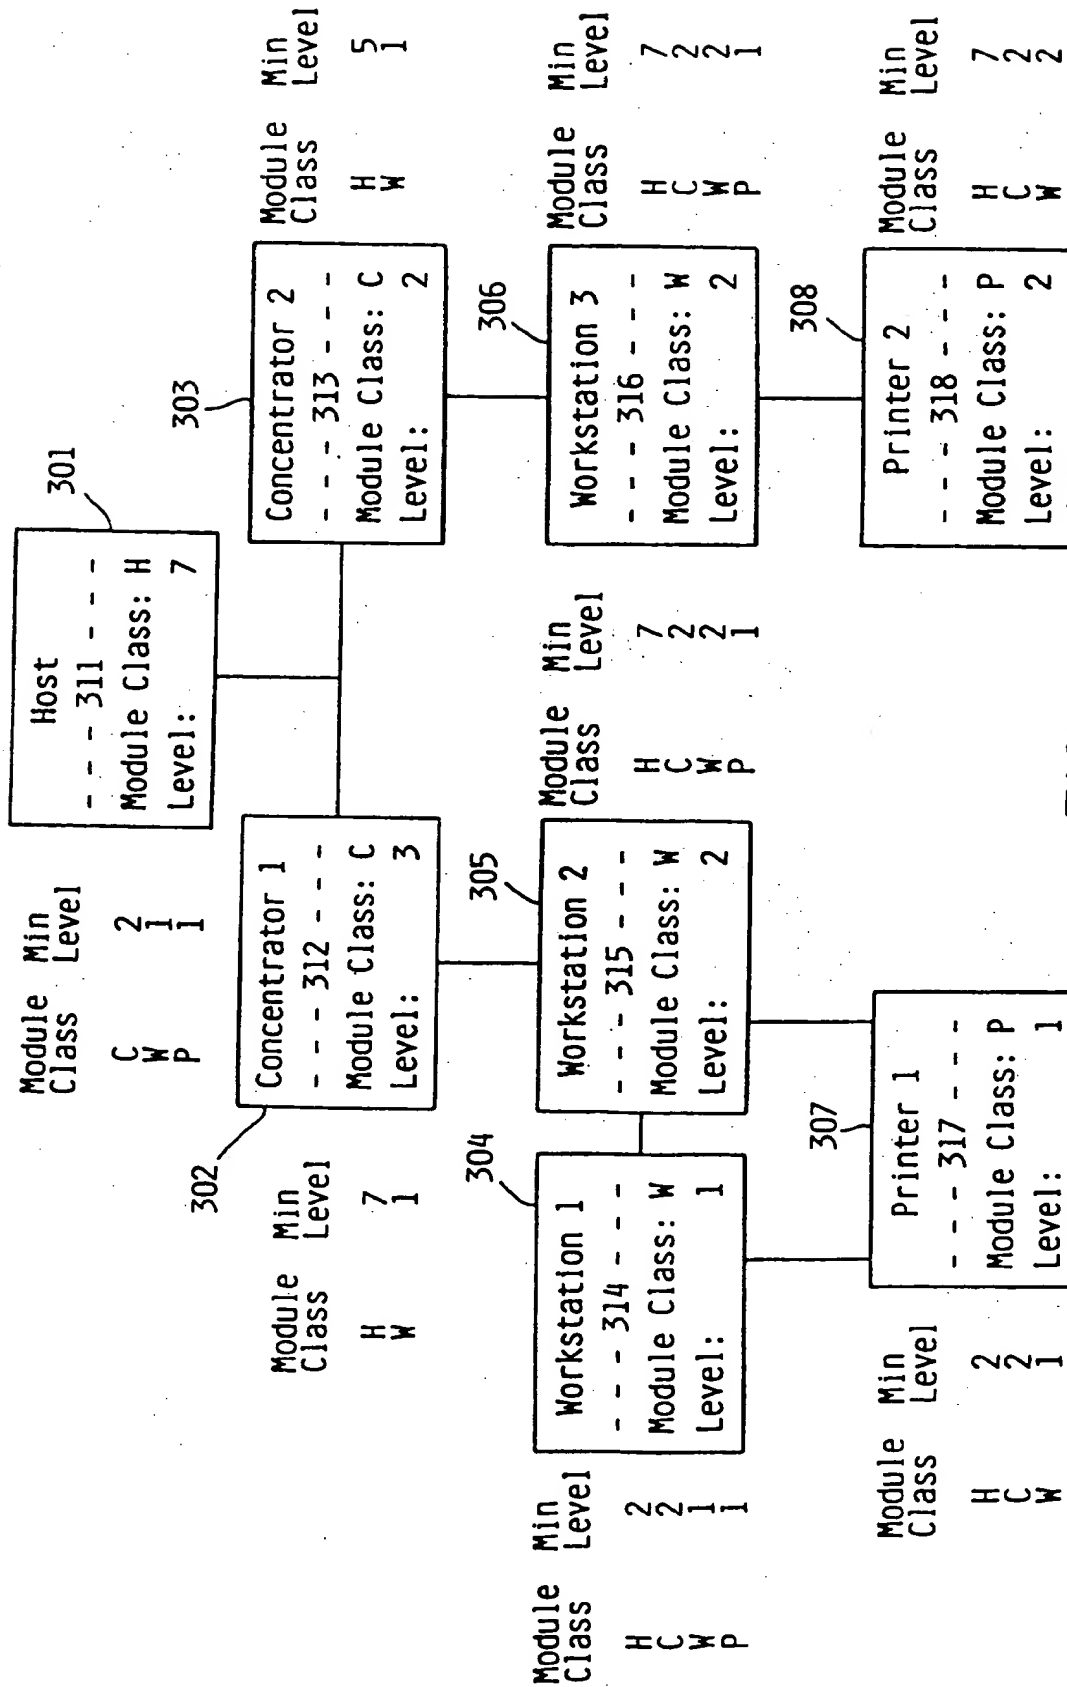 301
Host
- - - 311 - - - -
Module Class: H
Level: 7
Module Class Min Level
C 2
W 1
P 1
302
Concentrator 1
- - - - 312 - - - -
Module Class: C
Level: 3
Module Class Min Level
H 7
W 1
303
Concentrator 2
- - - 313 - - - -
Module Class: C
Level: 2
Module Class Min Level
H 5
W 1
304
Workstation 1
- - - 314 - - - -
Module Class: W
Level: 1
Module Class Min Level
H 2
C 2
W 1
P 1
305
Workstation 2
- - - - 315 - - - -
Module Class: W
Level: 2
Module Class Min Level
H 7
C 2
W 2
P 1
306
Workstation 3
- - - 316 - - - -
Module Class: W
Level: 2
Module Class Min Level
H 7
C 2
W 2
P 1
307
Printer 1
- - - 317 - - - -
Module Class: P
Level: 1
Module Class Min Level
H 2
C 2
W 1
308
Printer 2
- - - 318 - - - -
Module Class: P
Level: 2
Module Class Min Level
H 7
C 2
W 2